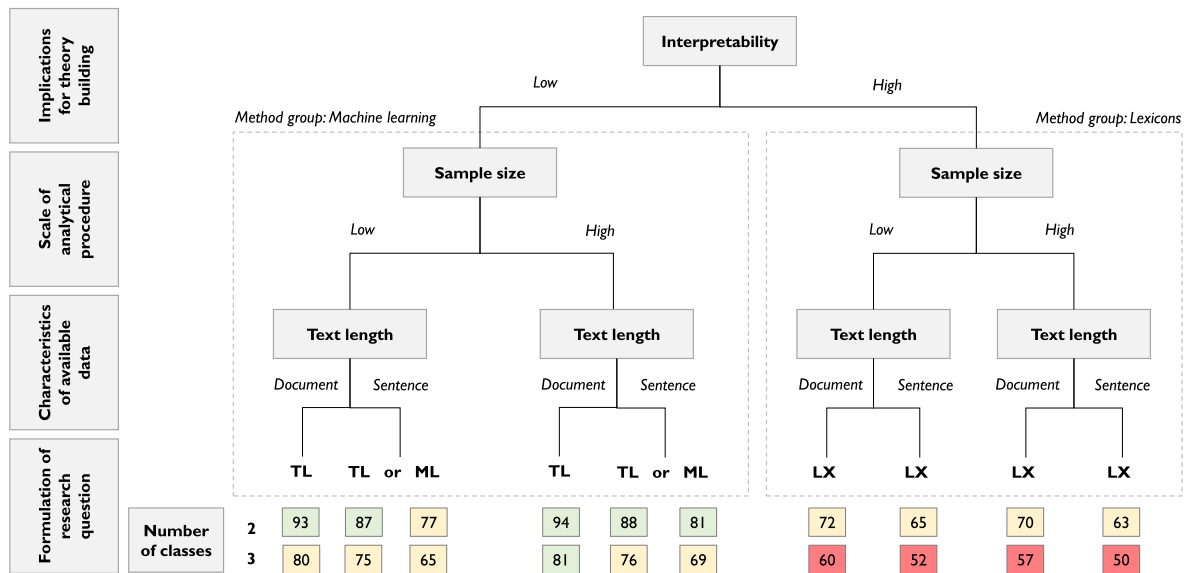 Implications
for theory
building
Scale of
analytical
procedure
Characteristics
of available
data
Formulation of
research
question
Interpretability
Low
High
Method group: Machine learning
Method group: Lexicons
Sample size
Sample size
Low
High
Low
High
Text length
Text length
Text length
Text length
Document Sentence
Document Sentence
Document Sentence
Document Sentence
TL TL or ML
TL TL or ML
LX LX
LX LX
Number
of classes
2 93 87 77 94 88 81 72 65 70 63
3 80 75 65 81 76 69 60 52 57 50